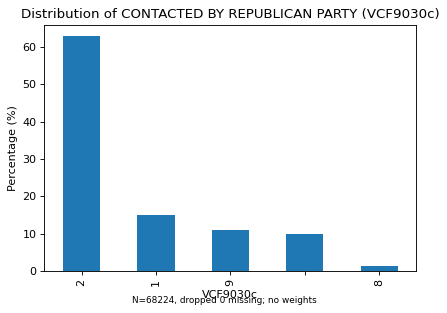 Distribution of CONTACTED BY REPUBLICAN PARTY (VCF9030c)
Percentage (%)
60
50
40
30
20
10
0
2
1
9
8
VCF9030c
N=68224, dropped 0 missing; no weights